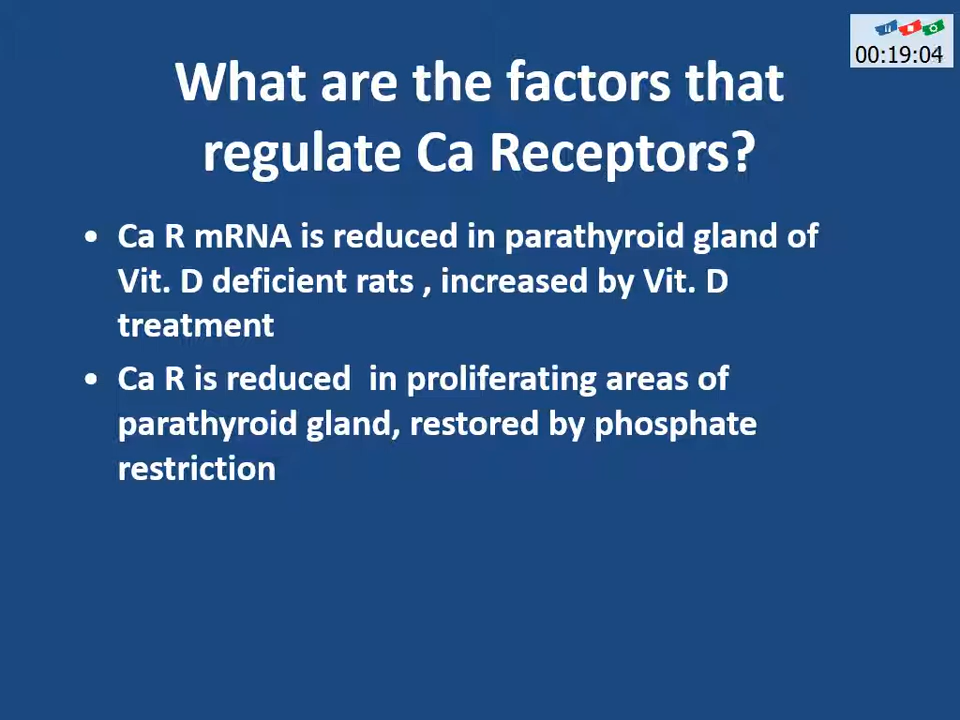 00:19:04
What are the factors that
regulate Ca Receptors?
• Ca R mRNA is reduced in parathyroid gland of
Vit. D deficient rats , increased by Vit. D
treatment
• Ca R is reduced  in proliferating areas of
parathyroid gland, restored by phosphate
restriction